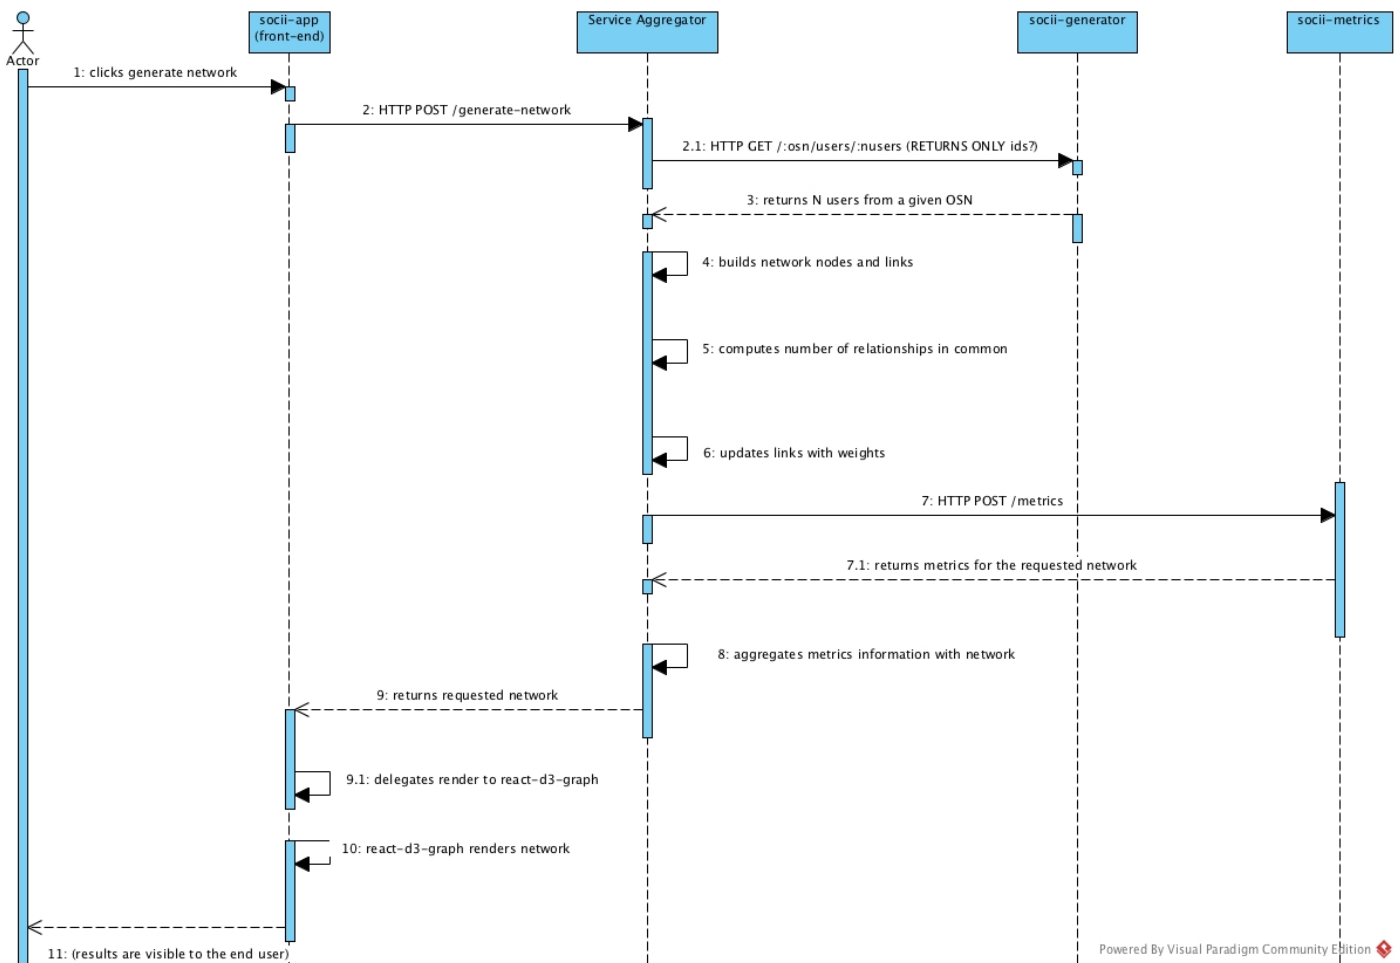 socii-app
(front-end)
Service Aggregator
socii-generator
socii-metrics
Actor
1: clicks generate network
2: HTTP POST /generate-network
2.1: HTTP GET /:osn/users/:nusers (RETURNS ONLY ids?)
3: returns N users from a given OSN
4: builds network nodes and links
5: computes number of relationships in common
6: updates links with weights
7: HTTP POST /metrics
7.1: returns metrics for the requested network
8: aggregates metrics information with network
9: returns requested network
9.1: delegates render to react-d3-graph
10: react-d3-graph renders network
11: (results are visible to the end user)
Powered By Visual Paradigm Community Edition